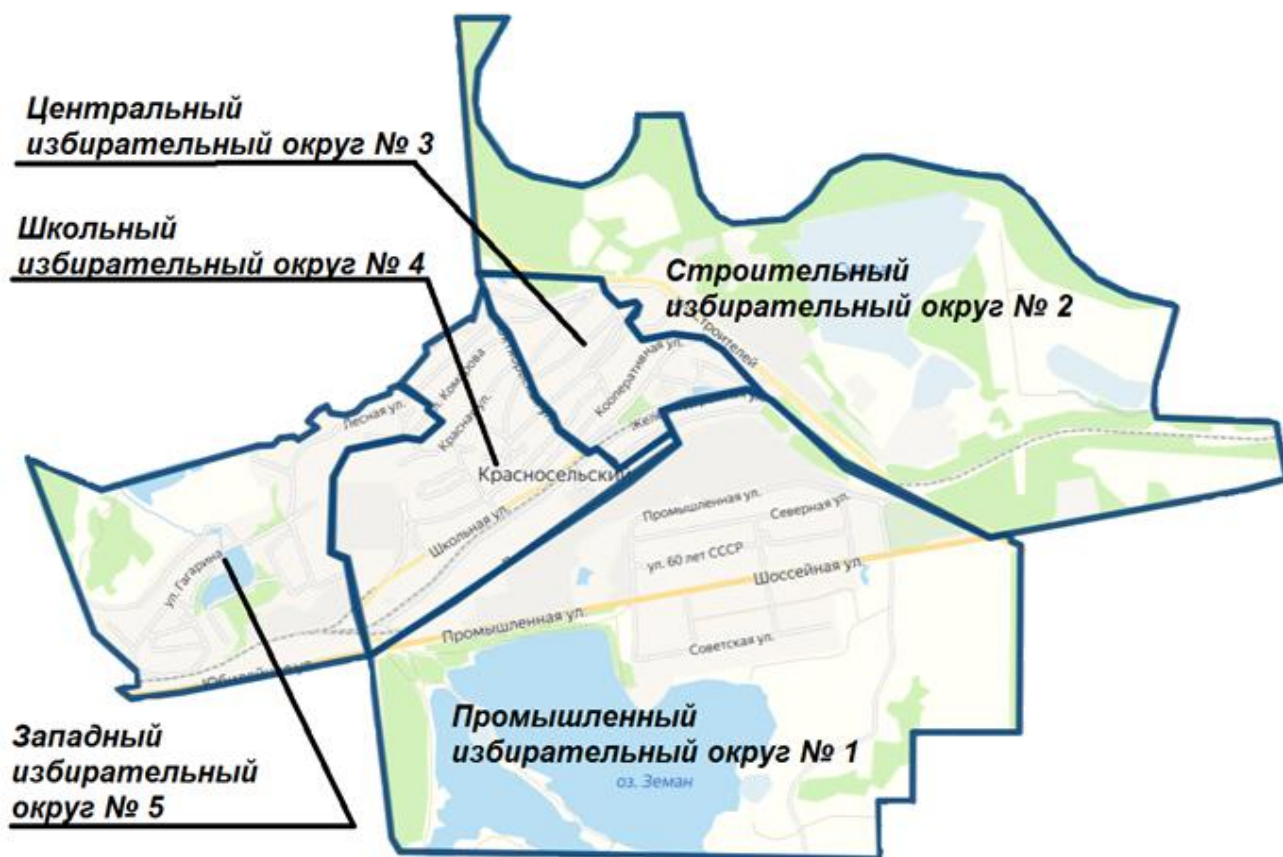 Центральный
избирательный округ № 3
Школьный
избирательный округ № 4
Строительный
избирательный округ № 2
Строителей
Кооперативная ул.
Комарова
Лесная ул.
Красная ул.
Красносельский
Школьная ул.
Промышленная ул.
Северная ул.
ул. 60 лет СССР
Шоссейная ул.
ул. Гагарина
Промышленная ул.
Советская ул.
Западный
избирательный
округ № 5
Промышленный
избирательный округ № 1
оз. Земан